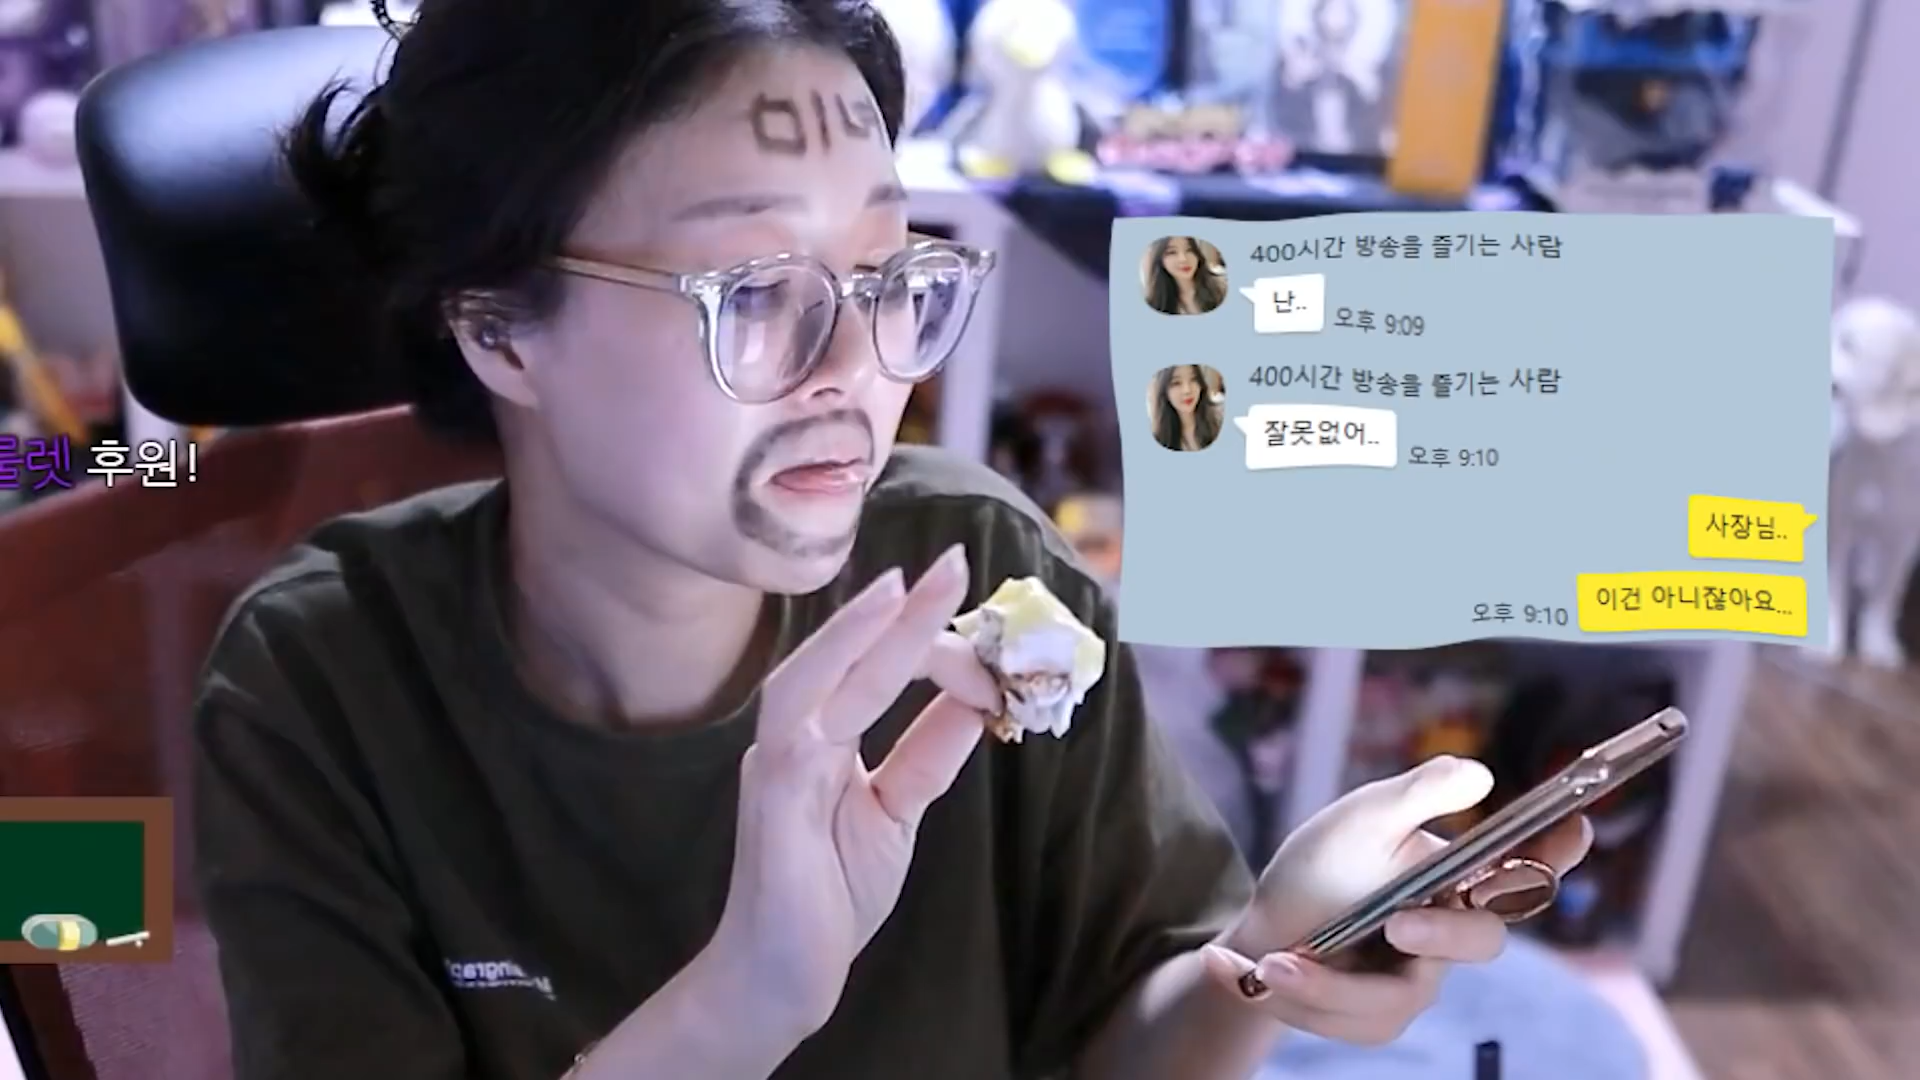 미녀
400시간 방송을 즐기는 사람
난..
오후 9:09
400시간 방송을 즐기는 사람
잘못없어..
오후 9:10
사장님..
이건 아니잖아요...
오후 9:10
룰렛 후원!